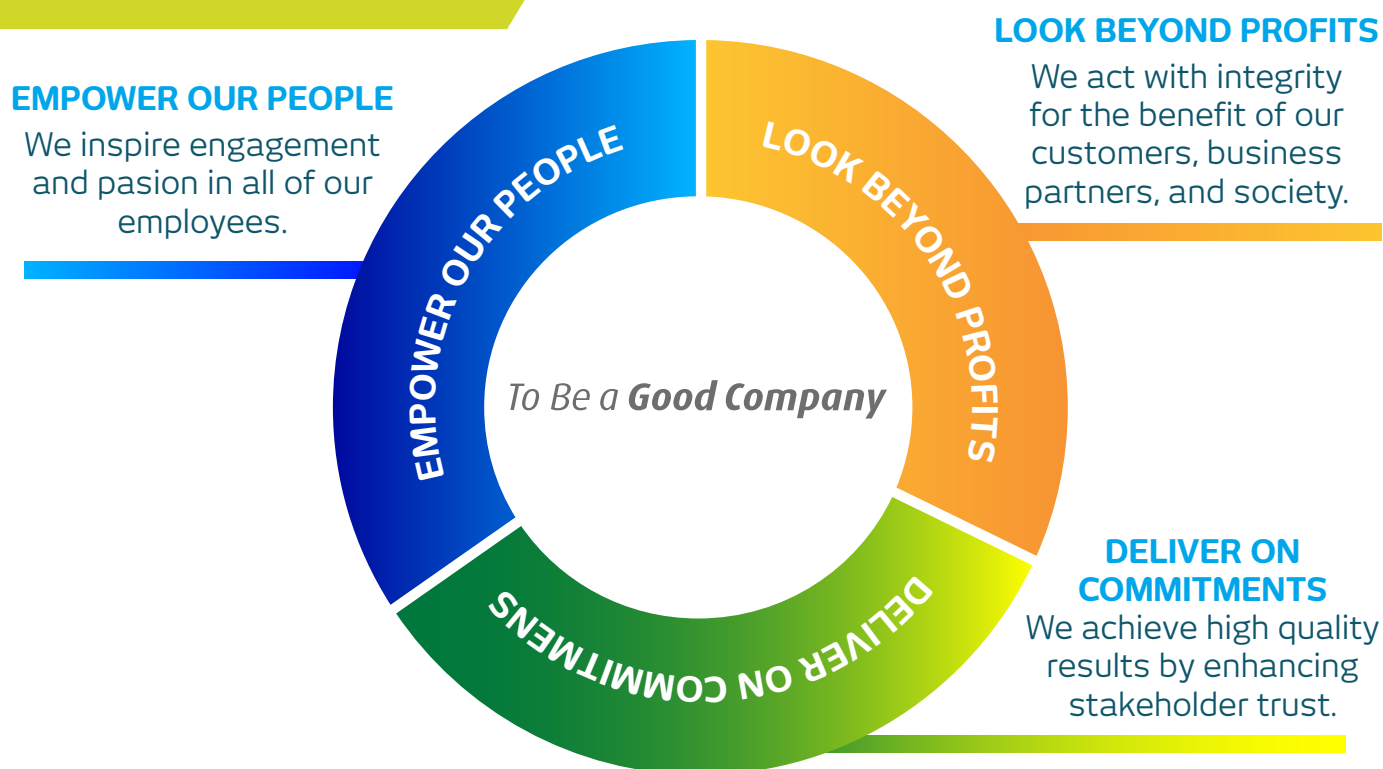 EMPOWER OUR PEOPLE
We inspire engagement
and pasion in all of our
employees.
LOOK BEYOND PROFITS
We act with integrity
for the benefit of our
customers, business
partners, and society.
EMPOWER OUR PEOPLE
LOOK BEYOND PROFITS
To Be a Good Company
DELIVER ON COMMITMENS
DELIVER ON
COMMITMENTS
We achieve high quality
results by enhancing
stakeholder trust.